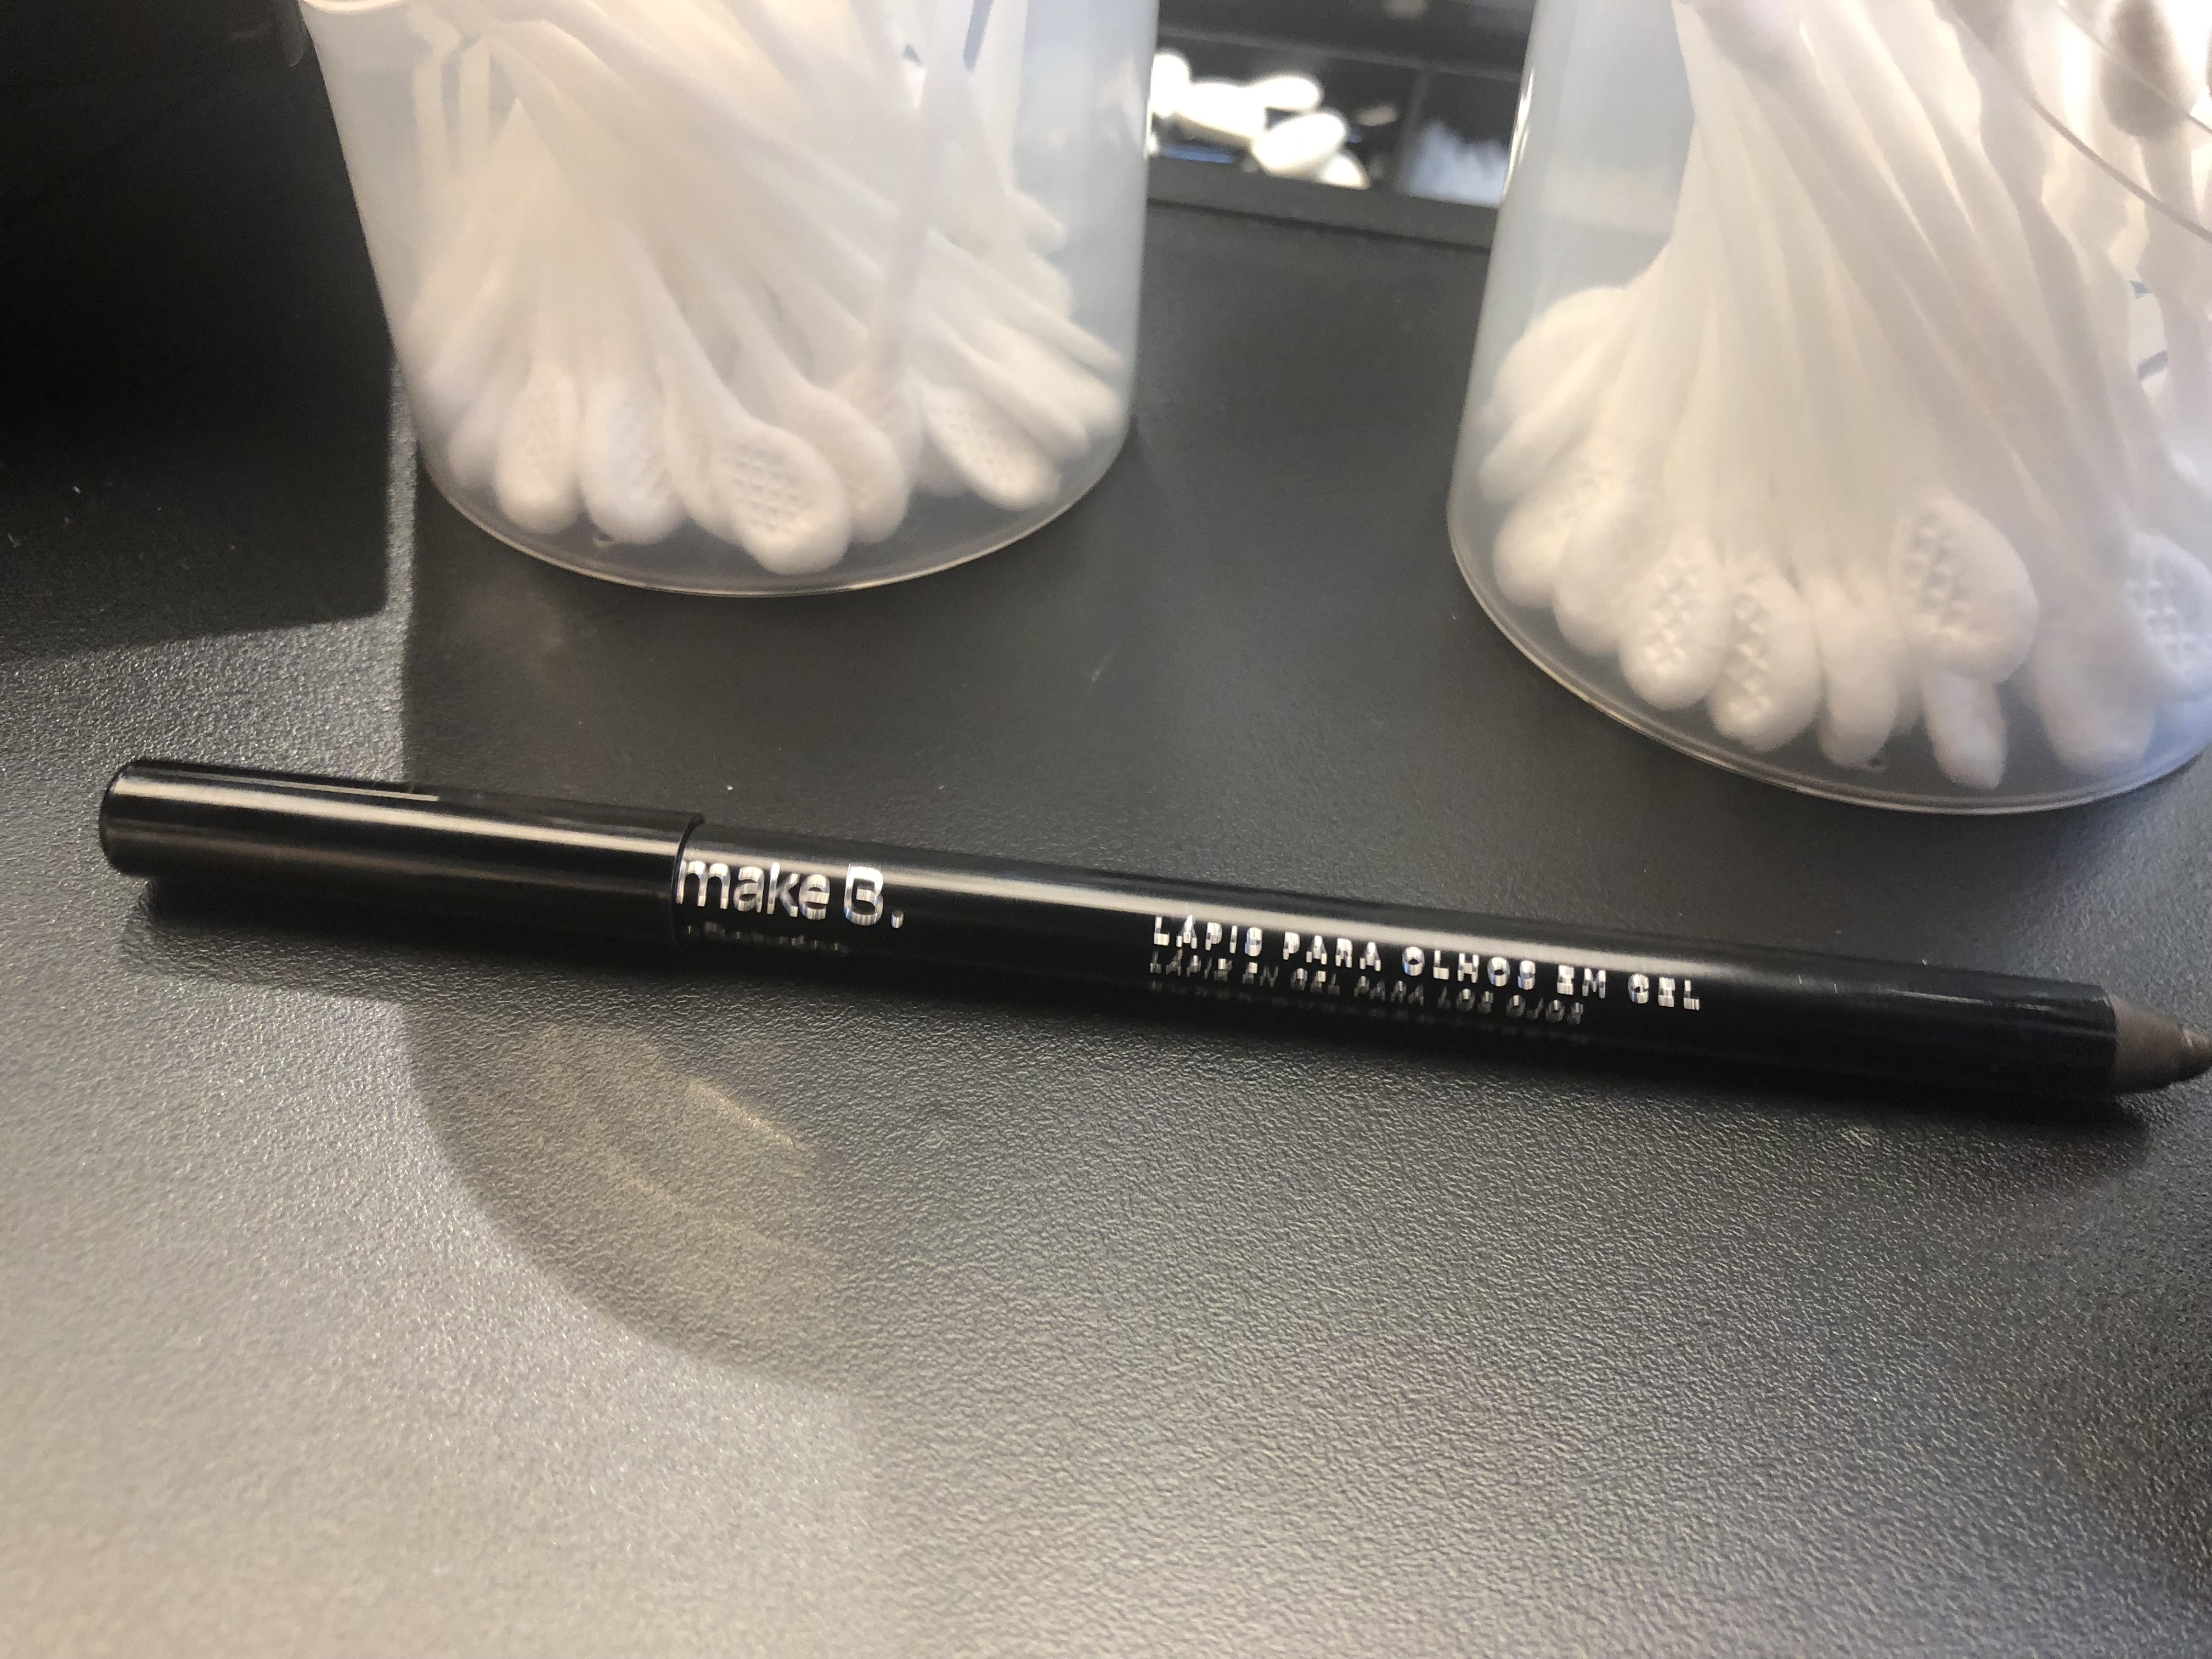 make B.
LÁPIS PARA OLHOS EM GEL
LÁPIZ EN GEL PARA LOS OJOS